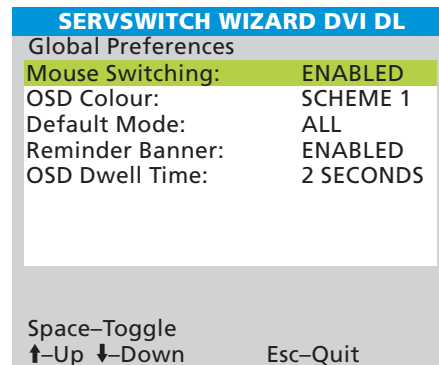 SERVSWITCH WIZARD DVI DL
Global Preferences
Mouse Switching: ENABLED
OSD Colour: SCHEME 1
Default Mode: ALL
Reminder Banner: ENABLED
OSD Dwell Time: 2 SECONDS
Space–Toggle
⬆–Up ⬇–Down Esc–Quit